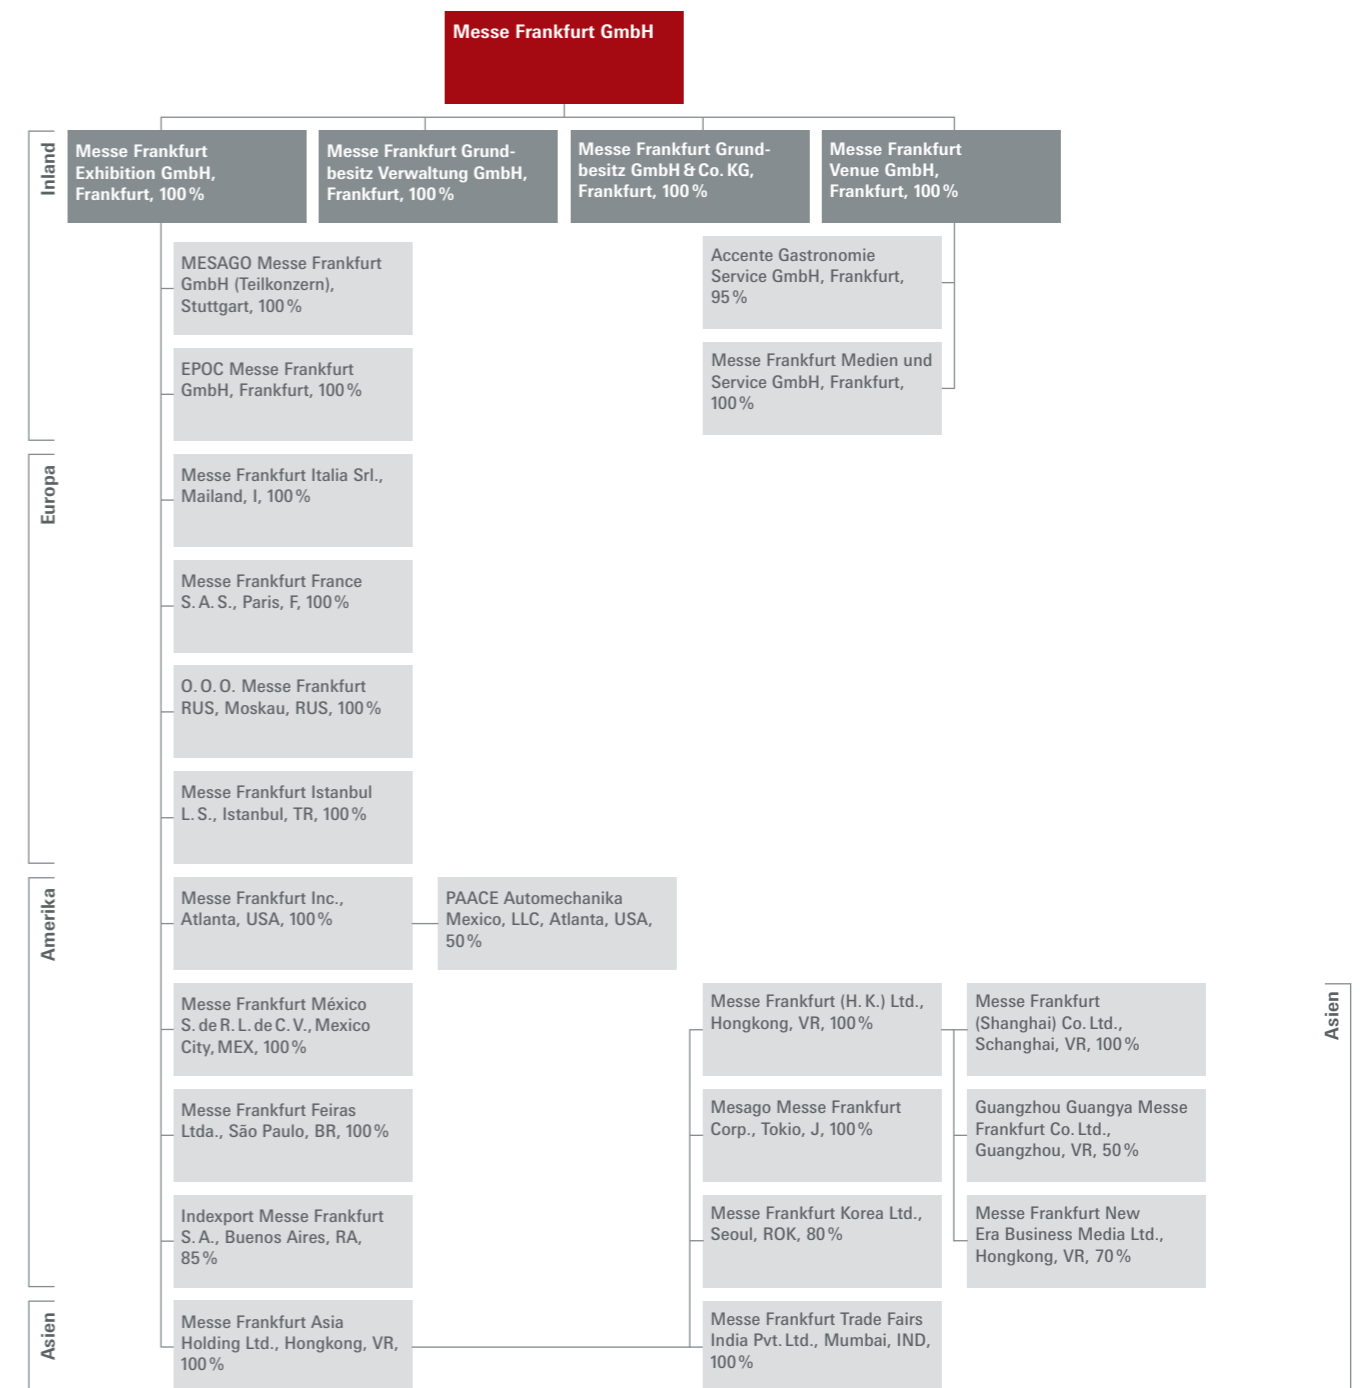 Messe Frankfurt GmbH
Inland
Messe Frankfurt
Exhibition GmbH,
Frankfurt, 100 %
Messe Frankfurt Grund-
besitz Verwaltung GmbH,
Frankfurt, 100 %
Messe Frankfurt Grund-
besitz GmbH & Co. KG,
Frankfurt, 100 %
Messe Frankfurt
Venue GmbH,
Frankfurt, 100 %
MESAGO Messe Frankfurt
GmbH (Teilkonzern),
Stuttgart, 100 %
Accente Gastronomie
Service GmbH, Frankfurt,
95 %
EPOC Messe Frankfurt
GmbH, Frankfurt, 100 %
Messe Frankfurt Medien und
Service GmbH, Frankfurt,
100 %
Europa
Messe Frankfurt Italia Srl.,
Mailand, I, 100 %
Messe Frankfurt France
S. A. S., Paris, F, 100 %
O. O. O. Messe Frankfurt
RUS, Moskau, RUS, 100 %
Messe Frankfurt Istanbul
L. S., Istanbul, TR, 100 %
Amerika
Messe Frankfurt Inc.,
Atlanta, USA, 100 %
PAACE Automechanika
Mexico, LLC, Atlanta, USA,
50 %
Messe Frankfurt México
S. de R. L. de C. V., Mexico
City, MEX, 100 %
Messe Frankfurt (H. K.) Ltd.,
Hongkong, VR, 100 %
Messe Frankfurt
(Shanghai) Co. Ltd.,
Schanghai, VR, 100 %
Asien
Messe Frankfurt Feiras
Ltda., São Paulo, BR, 100 %
Mesago Messe Frankfurt
Corp., Tokio, J, 100 %
Guangzhou Guangya Messe
Frankfurt Co. Ltd.,
Guangzhou, VR, 50 %
Indexport Messe Frankfurt
S. A., Buenos Aires, RA,
85 %
Messe Frankfurt Korea Ltd.,
Seoul, ROK, 80 %
Messe Frankfurt New
Era Business Media Ltd.,
Hongkong, VR, 70 %
Asien
Messe Frankfurt Asia
Holding Ltd., Hongkong, VR,
100 %
Messe Frankfurt Trade Fairs
India Pvt. Ltd., Mumbai, IND,
100 %